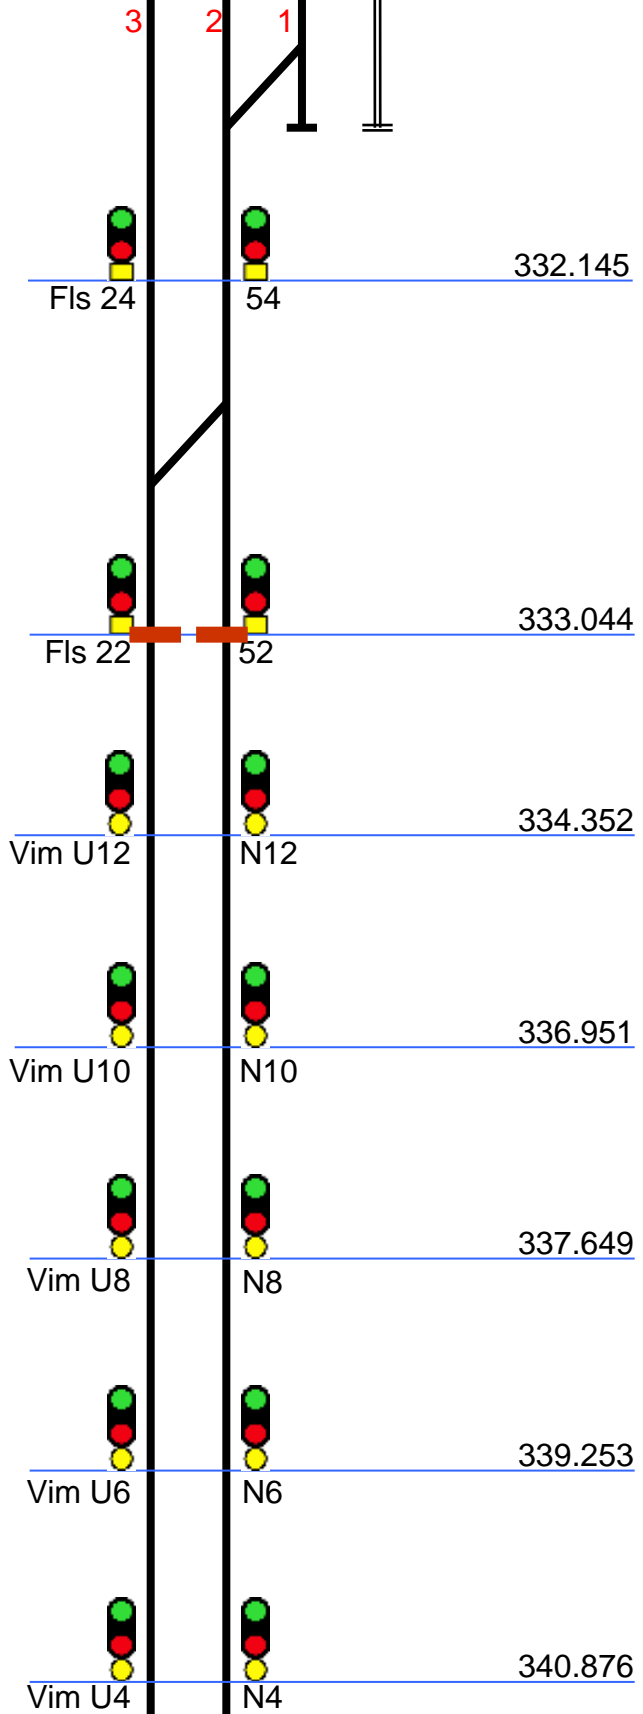 3 2 1
332.145
Fls 24 54
333.044
Fls 22 52
334.352
Vim U12 N12
336.951
Vim U10 N10
337.649
Vim U8 N8
339.253
Vim U6 N6
340.876
Vim U4 N4